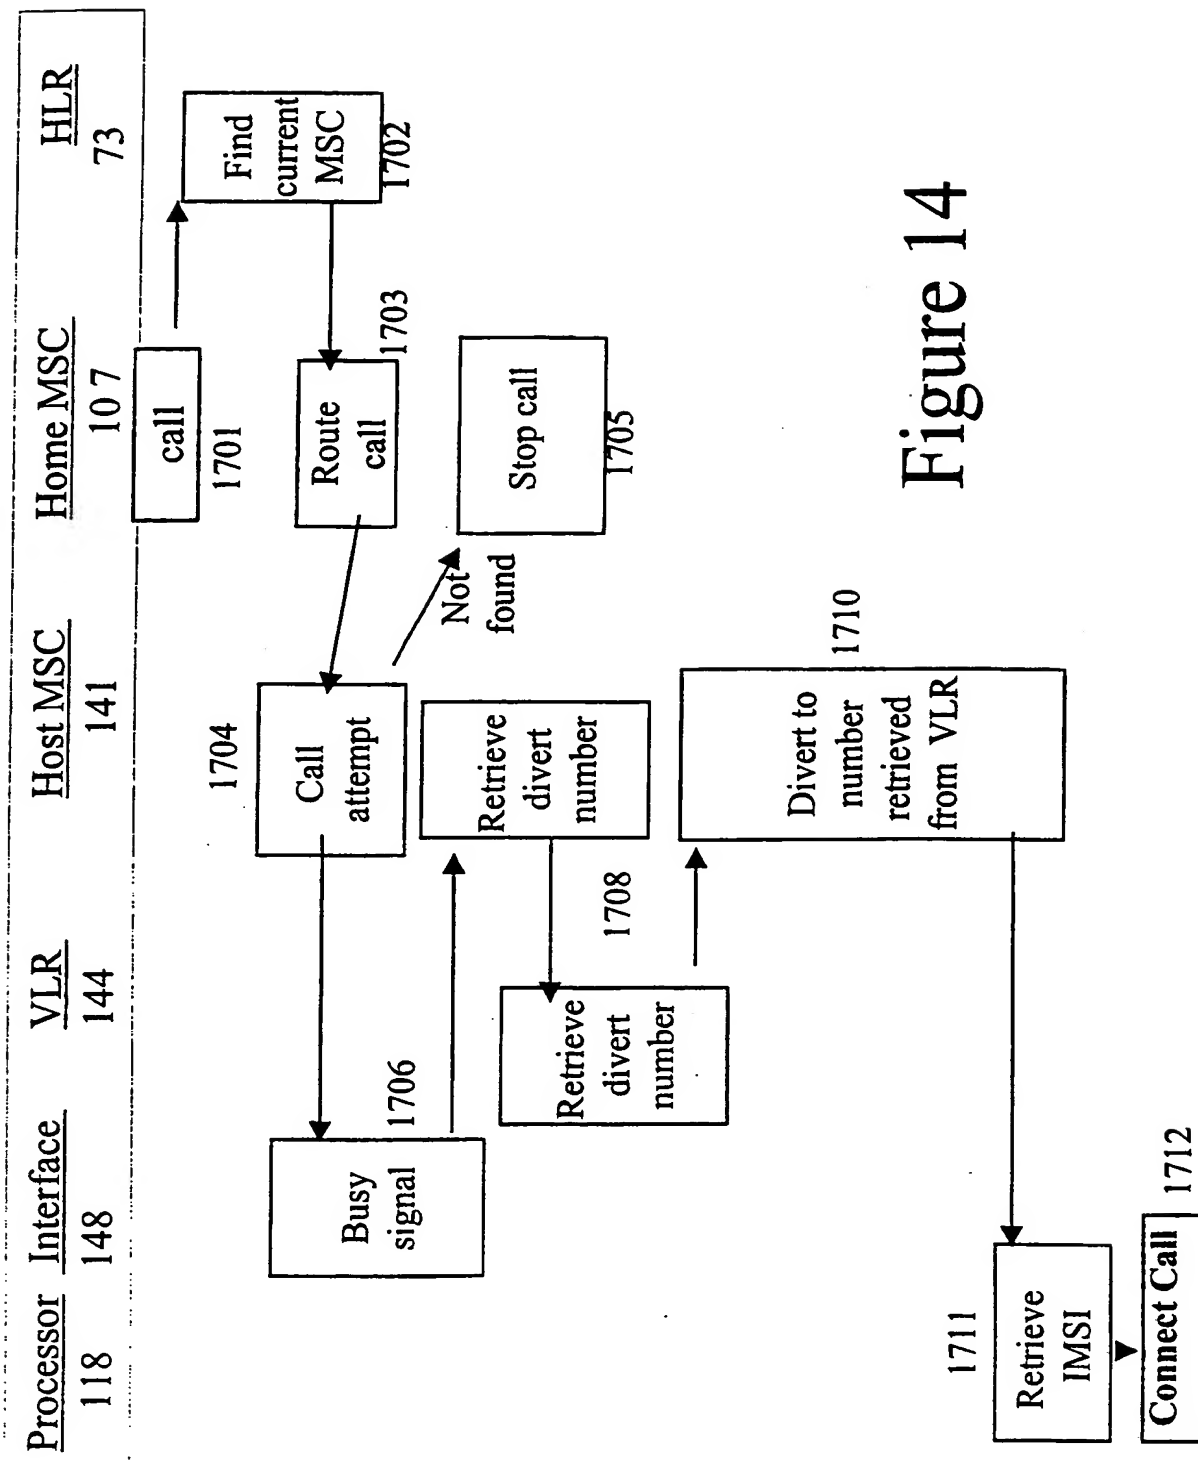 Processor
118
Interface
148
VLR
144
Host MSC
141
Home MSC
10 7
HLR
73
call
1701
Find
current
MSC
1702
Route
call
1703
1704
Call
attempt
Not
found
Stop call
1705
Busy
signal
1706
Retrieve
divert
number
Retrieve
divert
number
1708
Divert to
number
retrieved
from VLR
1710
1711
Retrieve
IMSI
Connect Call
1712
Figure 14